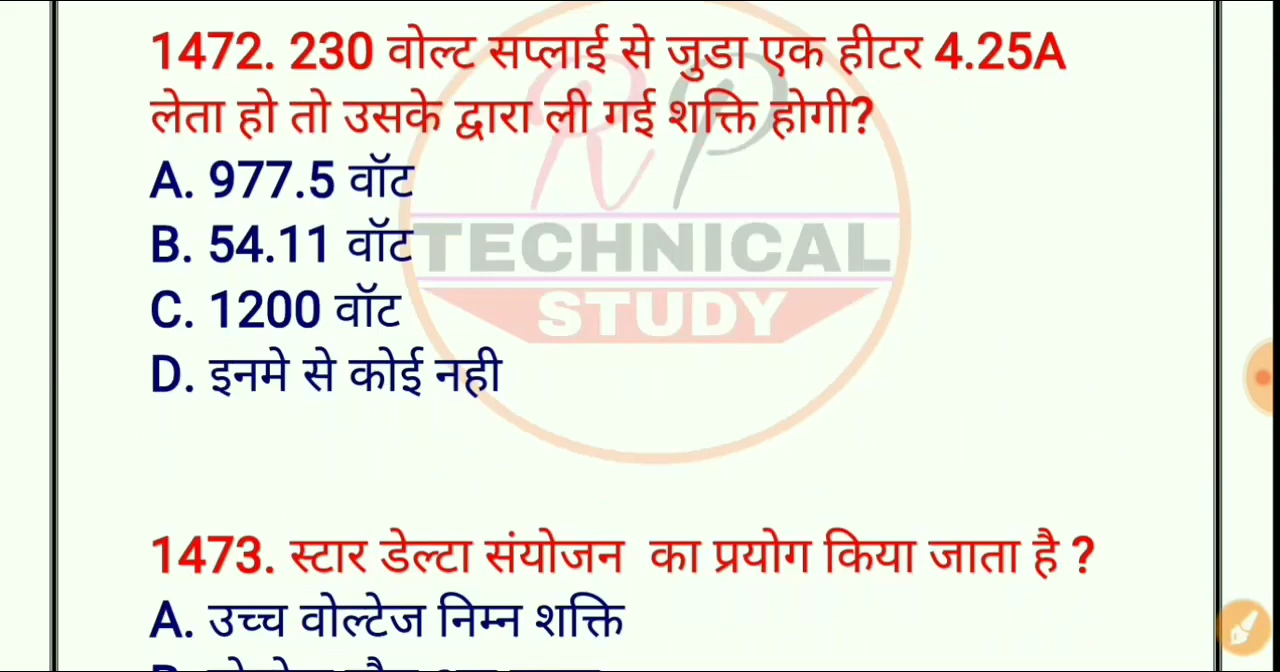 1472. 230 वोल्ट सप्लाई से जुडा एक हीटर 4.25A
लेता हो तो उसके द्वारा ली गई शक्ति होगी?
A. 977.5 वॉट
B. 54.11 वॉट
C. 1200 वॉट
D. इनमे से कोई नही
RP
TECHNICAL
STUDY
1473. स्टार डेल्टा संयोजन का प्रयोग किया जाता है ?
A. उच्च वोल्टेज निम्न शक्ति